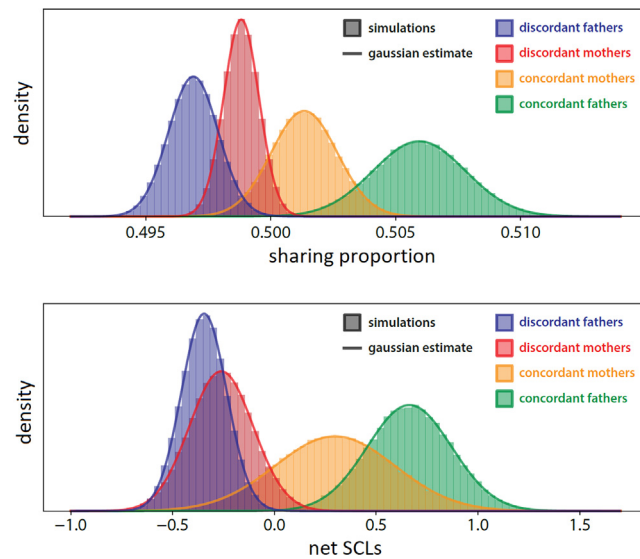 simulations
gaussian estimate
discordant fathers
discordant mothers
concordant mothers
concordant fathers
density
0.495 0.500 0.505 0.510
sharing proportion
simulations
gaussian estimate
discordant fathers
discordant mothers
concordant mothers
concordant fathers
density
−1.0 −0.5 0.0 0.5 1.0 1.5
net SCLs